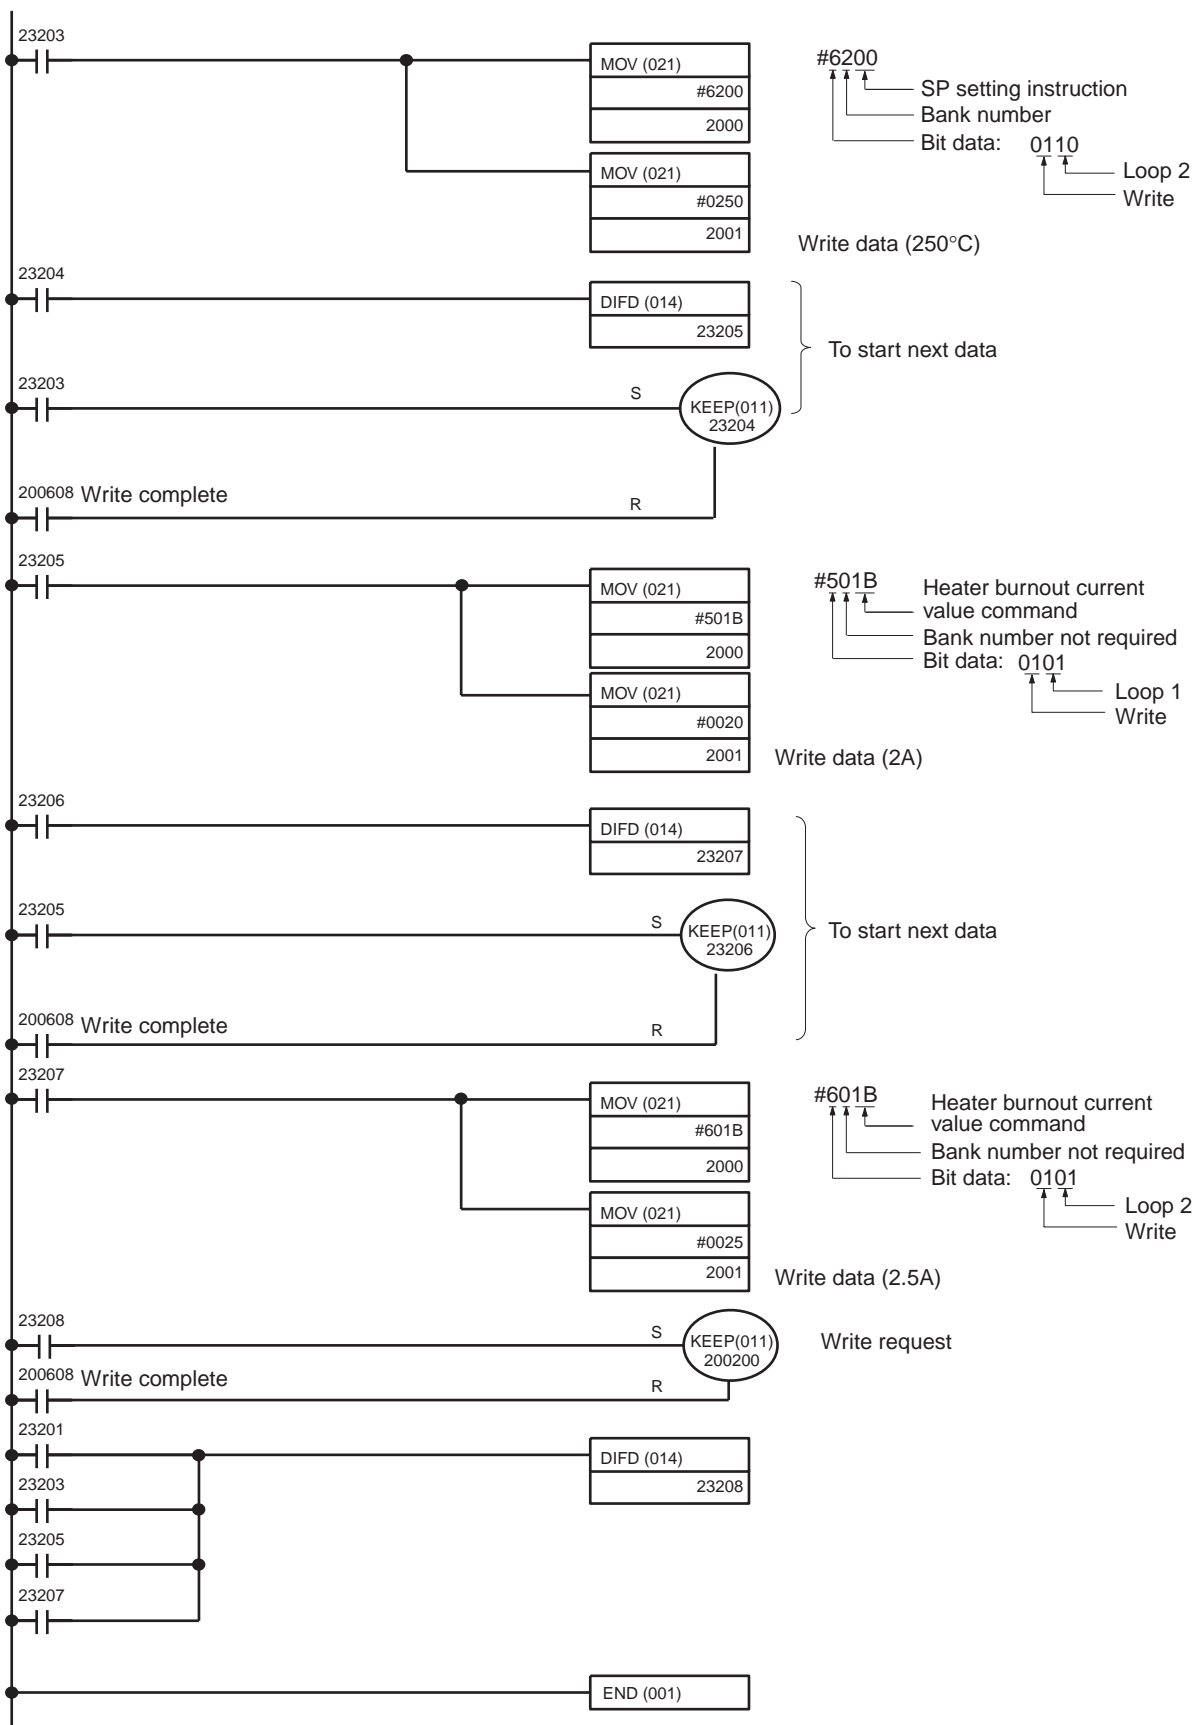 23203
MOV (021)
#6200
2000
#6200
SP setting instruction
Bank number
Bit data: 0110
Loop 2
Write
MOV (021)
#0250
2001
Write data (250°C)
23204
DIFD (014)
23205
To start next data
23203
S
KEEP(011)
23204
200608 Write complete
R
23205
MOV (021)
#501B
2000
#501B
Heater burnout current
value command
Bank number not required
Bit data: 0101
Loop 1
Write
MOV (021)
#0020
2001
Write data (2A)
23206
DIFD (014)
23207
23205
S
KEEP(011)
23206
To start next data
200608 Write complete
R
23207
MOV (021)
#601B
2000
#601B
Heater burnout current
value command
Bank number not required
Bit data: 0101
Loop 2
Write
MOV (021)
#0025
2001
Write data (2.5A)
23208
S
KEEP(011)
200200
Write request
200608 Write complete
R
23201
DIFD (014)
23208
23203
23205
23207
END (001)